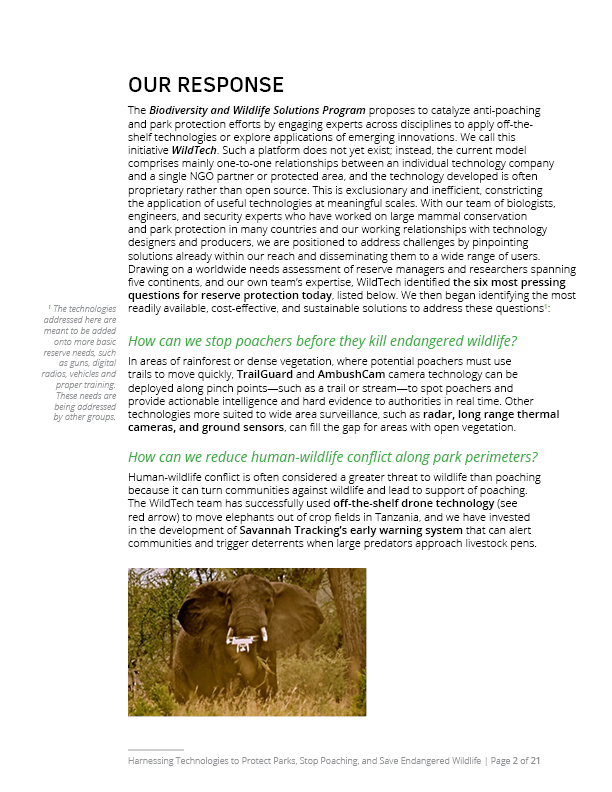 OUR RESPONSE
The Biodiversity and Wildlife Solutions Program proposes to catalyze anti-poaching
and park protection efforts by engaging experts across disciplines to apply off-the-
shelf technologies or explore applications of emerging innovations. We call this
initiative WildTech. Such a platform does not yet exist; instead, the current model
comprises mainly one-to-one relationships between an individual technology company
and a single NGO partner or protected area, and the technology developed is often
proprietary rather than open source. This is exclusionary and inefficient, constricting
the application of useful technologies at meaningful scales. With our team of biologists,
engineers, and security experts who have worked on large mammal conservation
and park protection in many countries and our working relationships with technology
designers and producers, we are positioned to address challenges by pinpointing
solutions already within our reach and disseminating them to a wide range of users.
Drawing on a worldwide needs assessment of reserve managers and researchers spanning
five continents, and our own team's expertise, WildTech identified the six most pressing
questions for reserve protection today, listed below. We then began identifying the most
readily available, cost-effective, and sustainable solutions to address these questions¹:
¹ The technologies
addressed here are
meant to be added
onto more basic
reserve needs, such
as guns, digital
radios, vehicles and
proper training.
These needs are
being addressed
by other groups.
How can we stop poachers before they kill endangered wildlife?
In areas of rainforest or dense vegetation, where potential poachers must use
trails to move quickly, TrailGuard and AmbushCam camera technology can be
deployed along pinch points—such as a trail or stream—to spot poachers and
provide actionable intelligence and hard evidence to authorities in real time. Other
technologies more suited to wide area surveillance, such as radar, long range thermal
cameras, and ground sensors, can fill the gap for areas with open vegetation.
How can we reduce human-wildlife conflict along park perimeters?
Human-wildlife conflict is often considered a greater threat to wildlife than poaching
because it can turn communities against wildlife and lead to support of poaching.
The WildTech team has successfully used off-the-shelf drone technology (see
red arrow) to move elephants out of crop fields in Tanzania, and we have invested
in the development of Savannah Tracking's early warning system that can alert
communities and trigger deterrents when large predators approach livestock pens.
Harnessing Technologies to Protect Parks, Stop Poaching, and Save Endangered Wildlife | Page 2 of 21